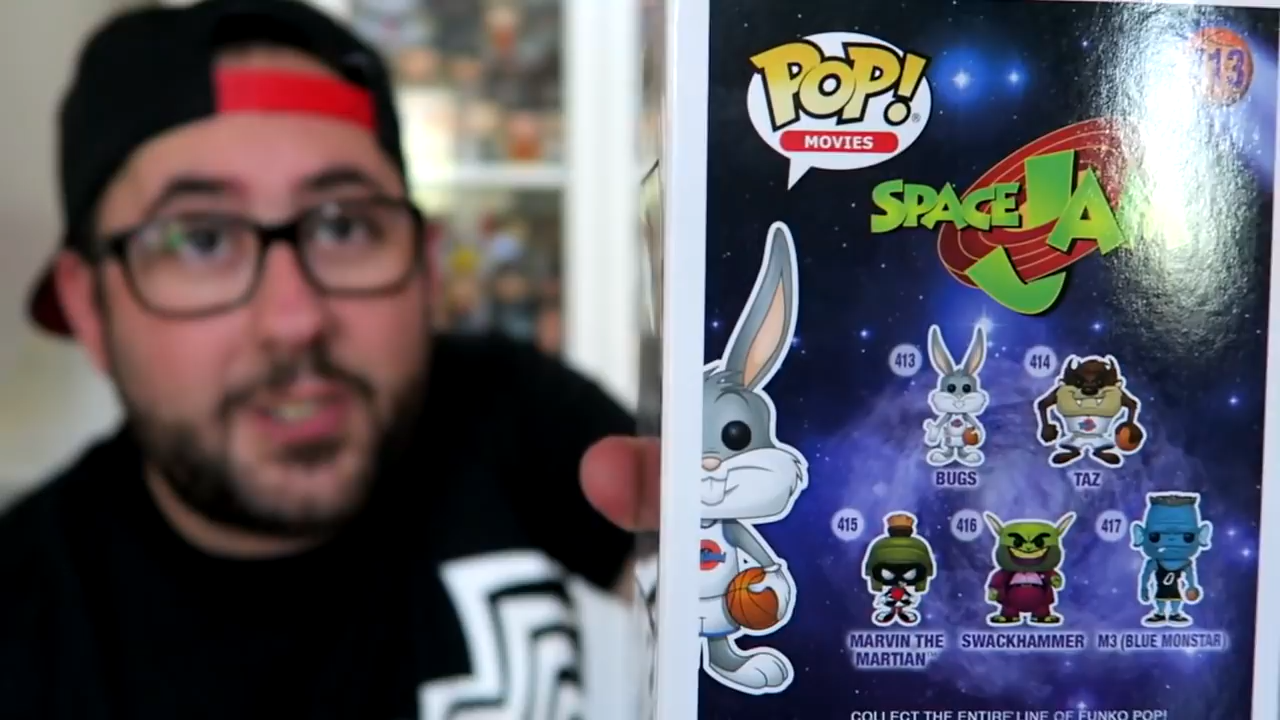 POP!®
MOVIES
413
SPACE JAM
413
BUGS
414
TAZ
415
MARVIN THE
MARTIAN™
416
SWACKHAMMER
417
M3 (BLUE MONSTAR)
COLLECT THE ENTIRE LINE OF FUNKO POP!